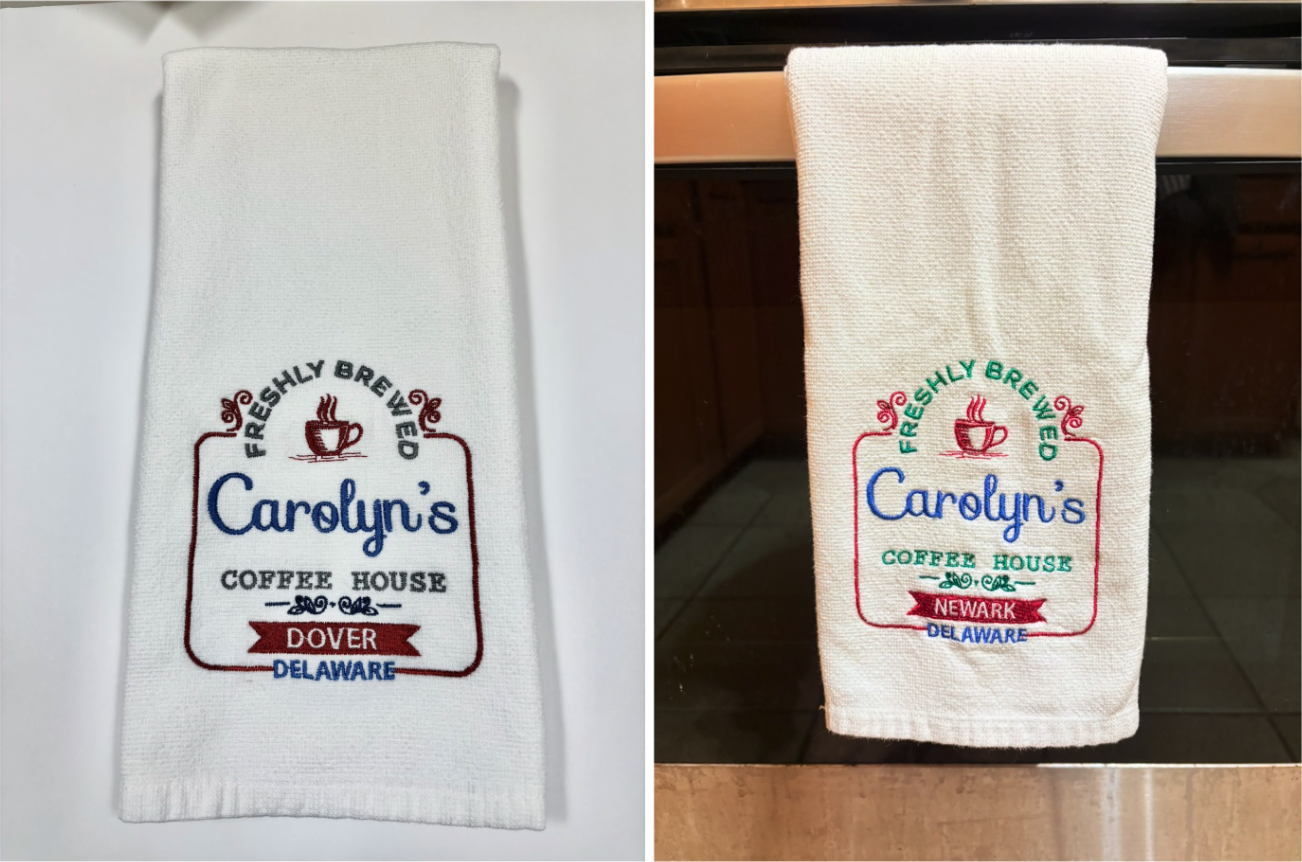 FRESHLY BREWED
Carolyn's
COFFEE HOUSE
DOVER
DELAWARE
FRESHLY BREWED
Carolyn's
COFFEE HOUSE
NEWARK
DELAWARE